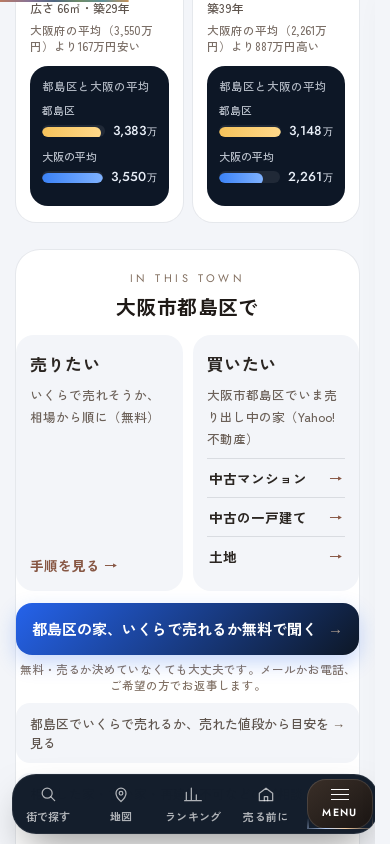 広さ 66㎡・築29年
大阪府の平均（3,550万
円）より167万円安い
都島区と大阪の平均
都島区
3,383万
大阪の平均
3,550万
築39年
大阪府の平均（2,261万
円）より887万円高い
都島区と大阪の平均
都島区
3,148万
大阪の平均
2,261万
IN THIS TOWN
大阪市都島区で
売りたい
いくらで売れそうか、
相場から順に（無料）
手順を見る →
買いたい
大阪市都島区でいま売
り出し中の家（Yahoo!
不動産）
中古マンション →
中古の一戸建て →
土地 →
都島区の家、いくらで売れるか無料で聞く →
無料・売るか決めていなくても大丈夫です。メールかお電話、
ご希望の方でお返事します。
都島区でいくらで売れるか、売れた値段から目安を →
見る
街で探す
地図
ランキング
売る前に
MENU